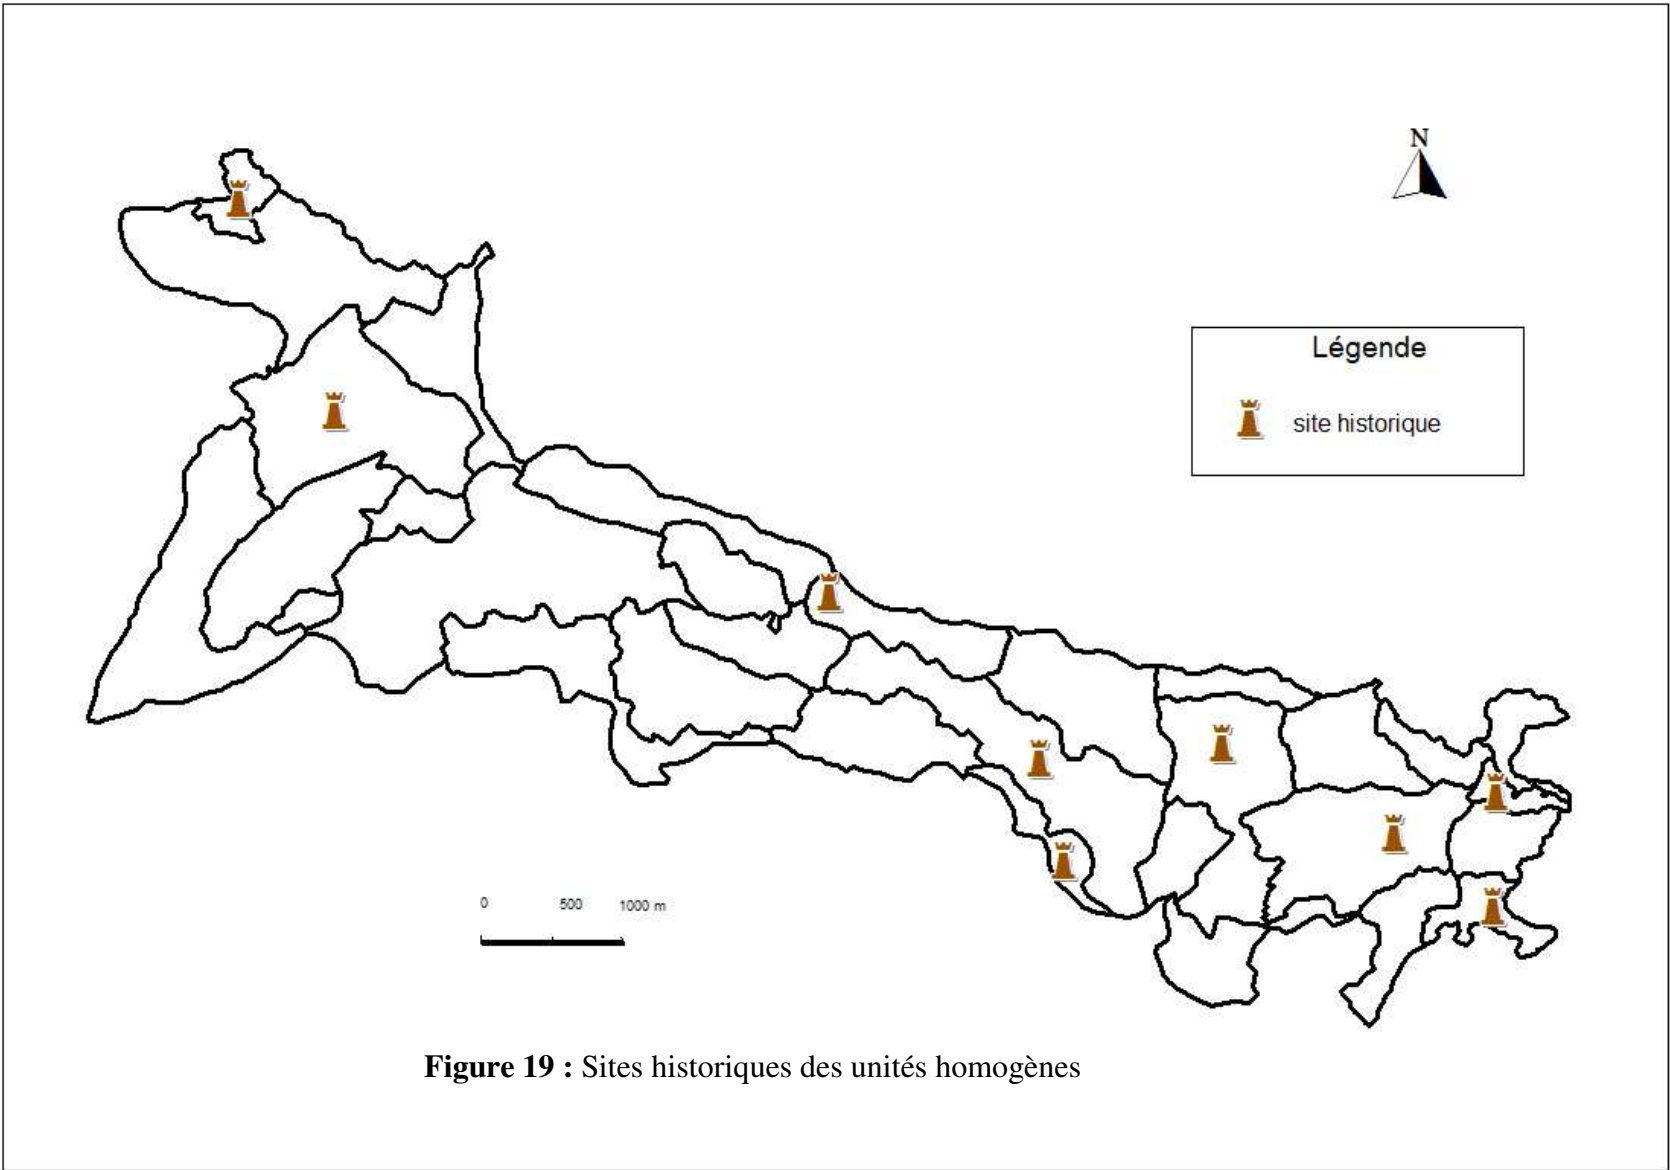 N
Légende
site historique
0 500 1000 m
Figure 19 : Sites historiques des unités homogènes